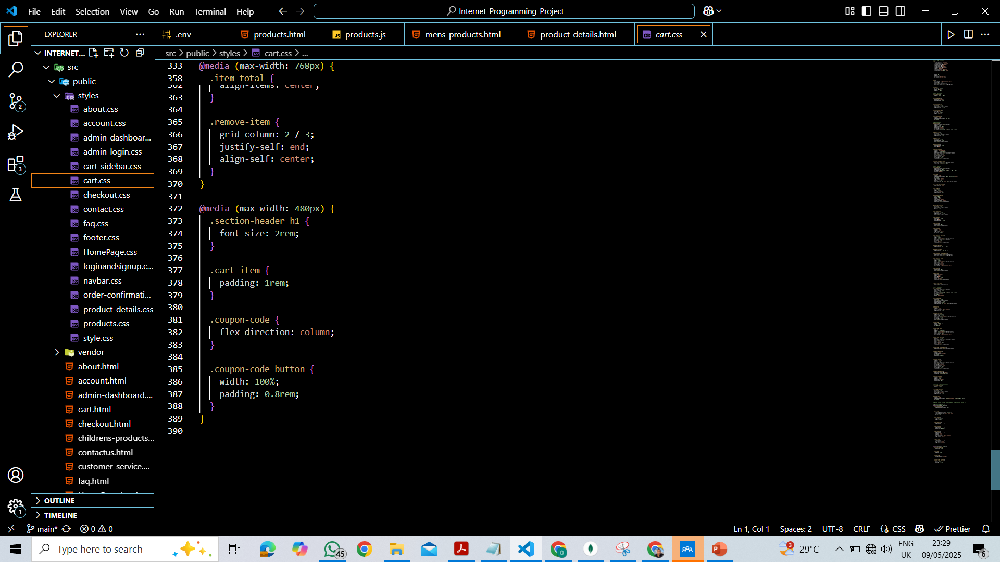 File Edit Selection View Go Run Terminal Help
Internet_Programming_Project
EXPLORER
.env
products.html
products.js
mens-products.html
product-details.html
cart.css
INTERNET...
src
public
styles
about.css
account.css
admin-dashboar...
admin-login.css
cart-sidebar.css
cart.css
checkout.css
contact.css
faq.css
footer.css
HomePage.css
loginandsignup.c...
navbar.css
order-confirmati...
product-details.css
products.css
style.css
vendor
about.html
account.html
admin-dashboard....
cart.html
checkout.html
childrens-products...
contactus.html
customer-service....
faq.html
OUTLINE
TIMELINE
2
3
1
src > public > styles > cart.css > ...
333 @media (max-width: 768px) {
358 .item-total {
362 align-items: center;
363 }
364
365 .remove-item {
366 grid-column: 2 / 3;
367 justify-self: end;
368 align-self: center;
369 }
370 }
371
372 @media (max-width: 480px) {
373 .section-header h1 {
374 font-size: 2rem;
375 }
376
377 .cart-item {
378 padding: 1rem;
379 }
380
381 .coupon-code {
382 flex-direction: column;
383 }
384
385 .coupon-code button {
386 width: 100%;
387 padding: 0.8rem;
388 }
389 }
390
main* 0 0
Ln 1, Col 1 Spaces: 2 UTF-8 CRLF {} CSS Prettier
Type here to search
45
3
29°C
ENG
UK
23:29
09/05/2025
6